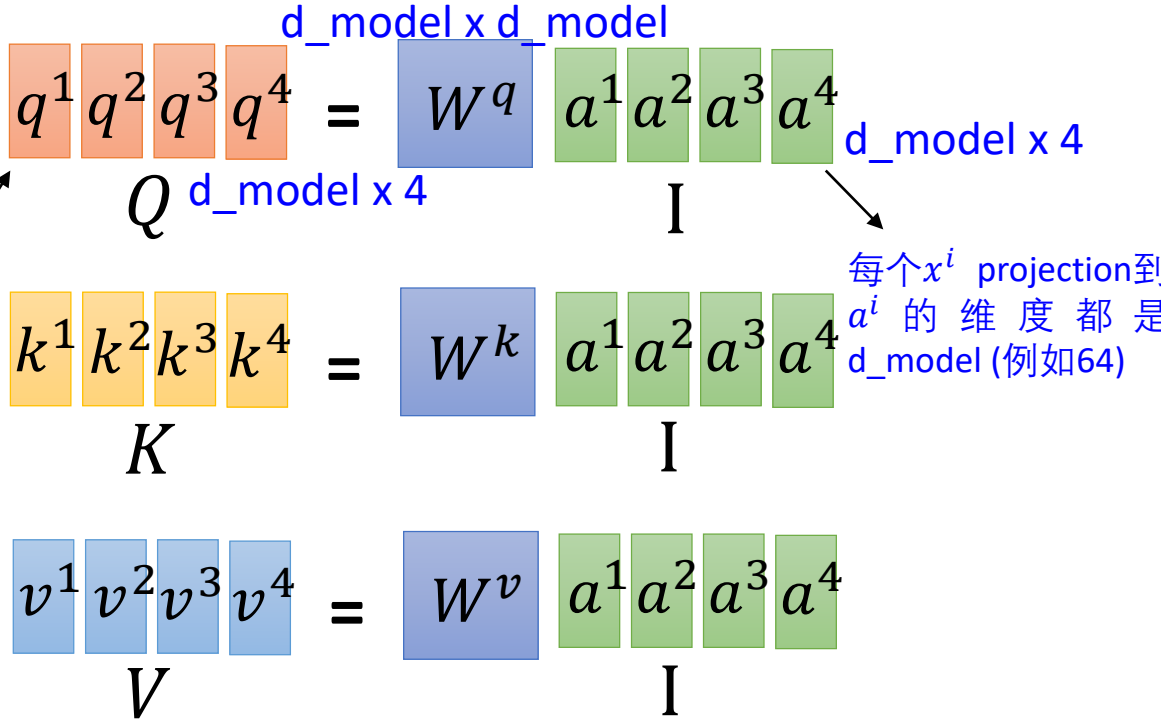 d_model x d_model
q¹ q² q³ q⁴ = W^q a¹ a² a³ a⁴
d_model x 4
Q d_model x 4 I
每个xⁱ projection到
aⁱ 的 维 度 都 是
d_model (例如64)
k¹ k² k³ k⁴ = W^k a¹ a² a³ a⁴
K I
v¹ v² v³ v⁴ = W^v a¹ a² a³ a⁴
V I